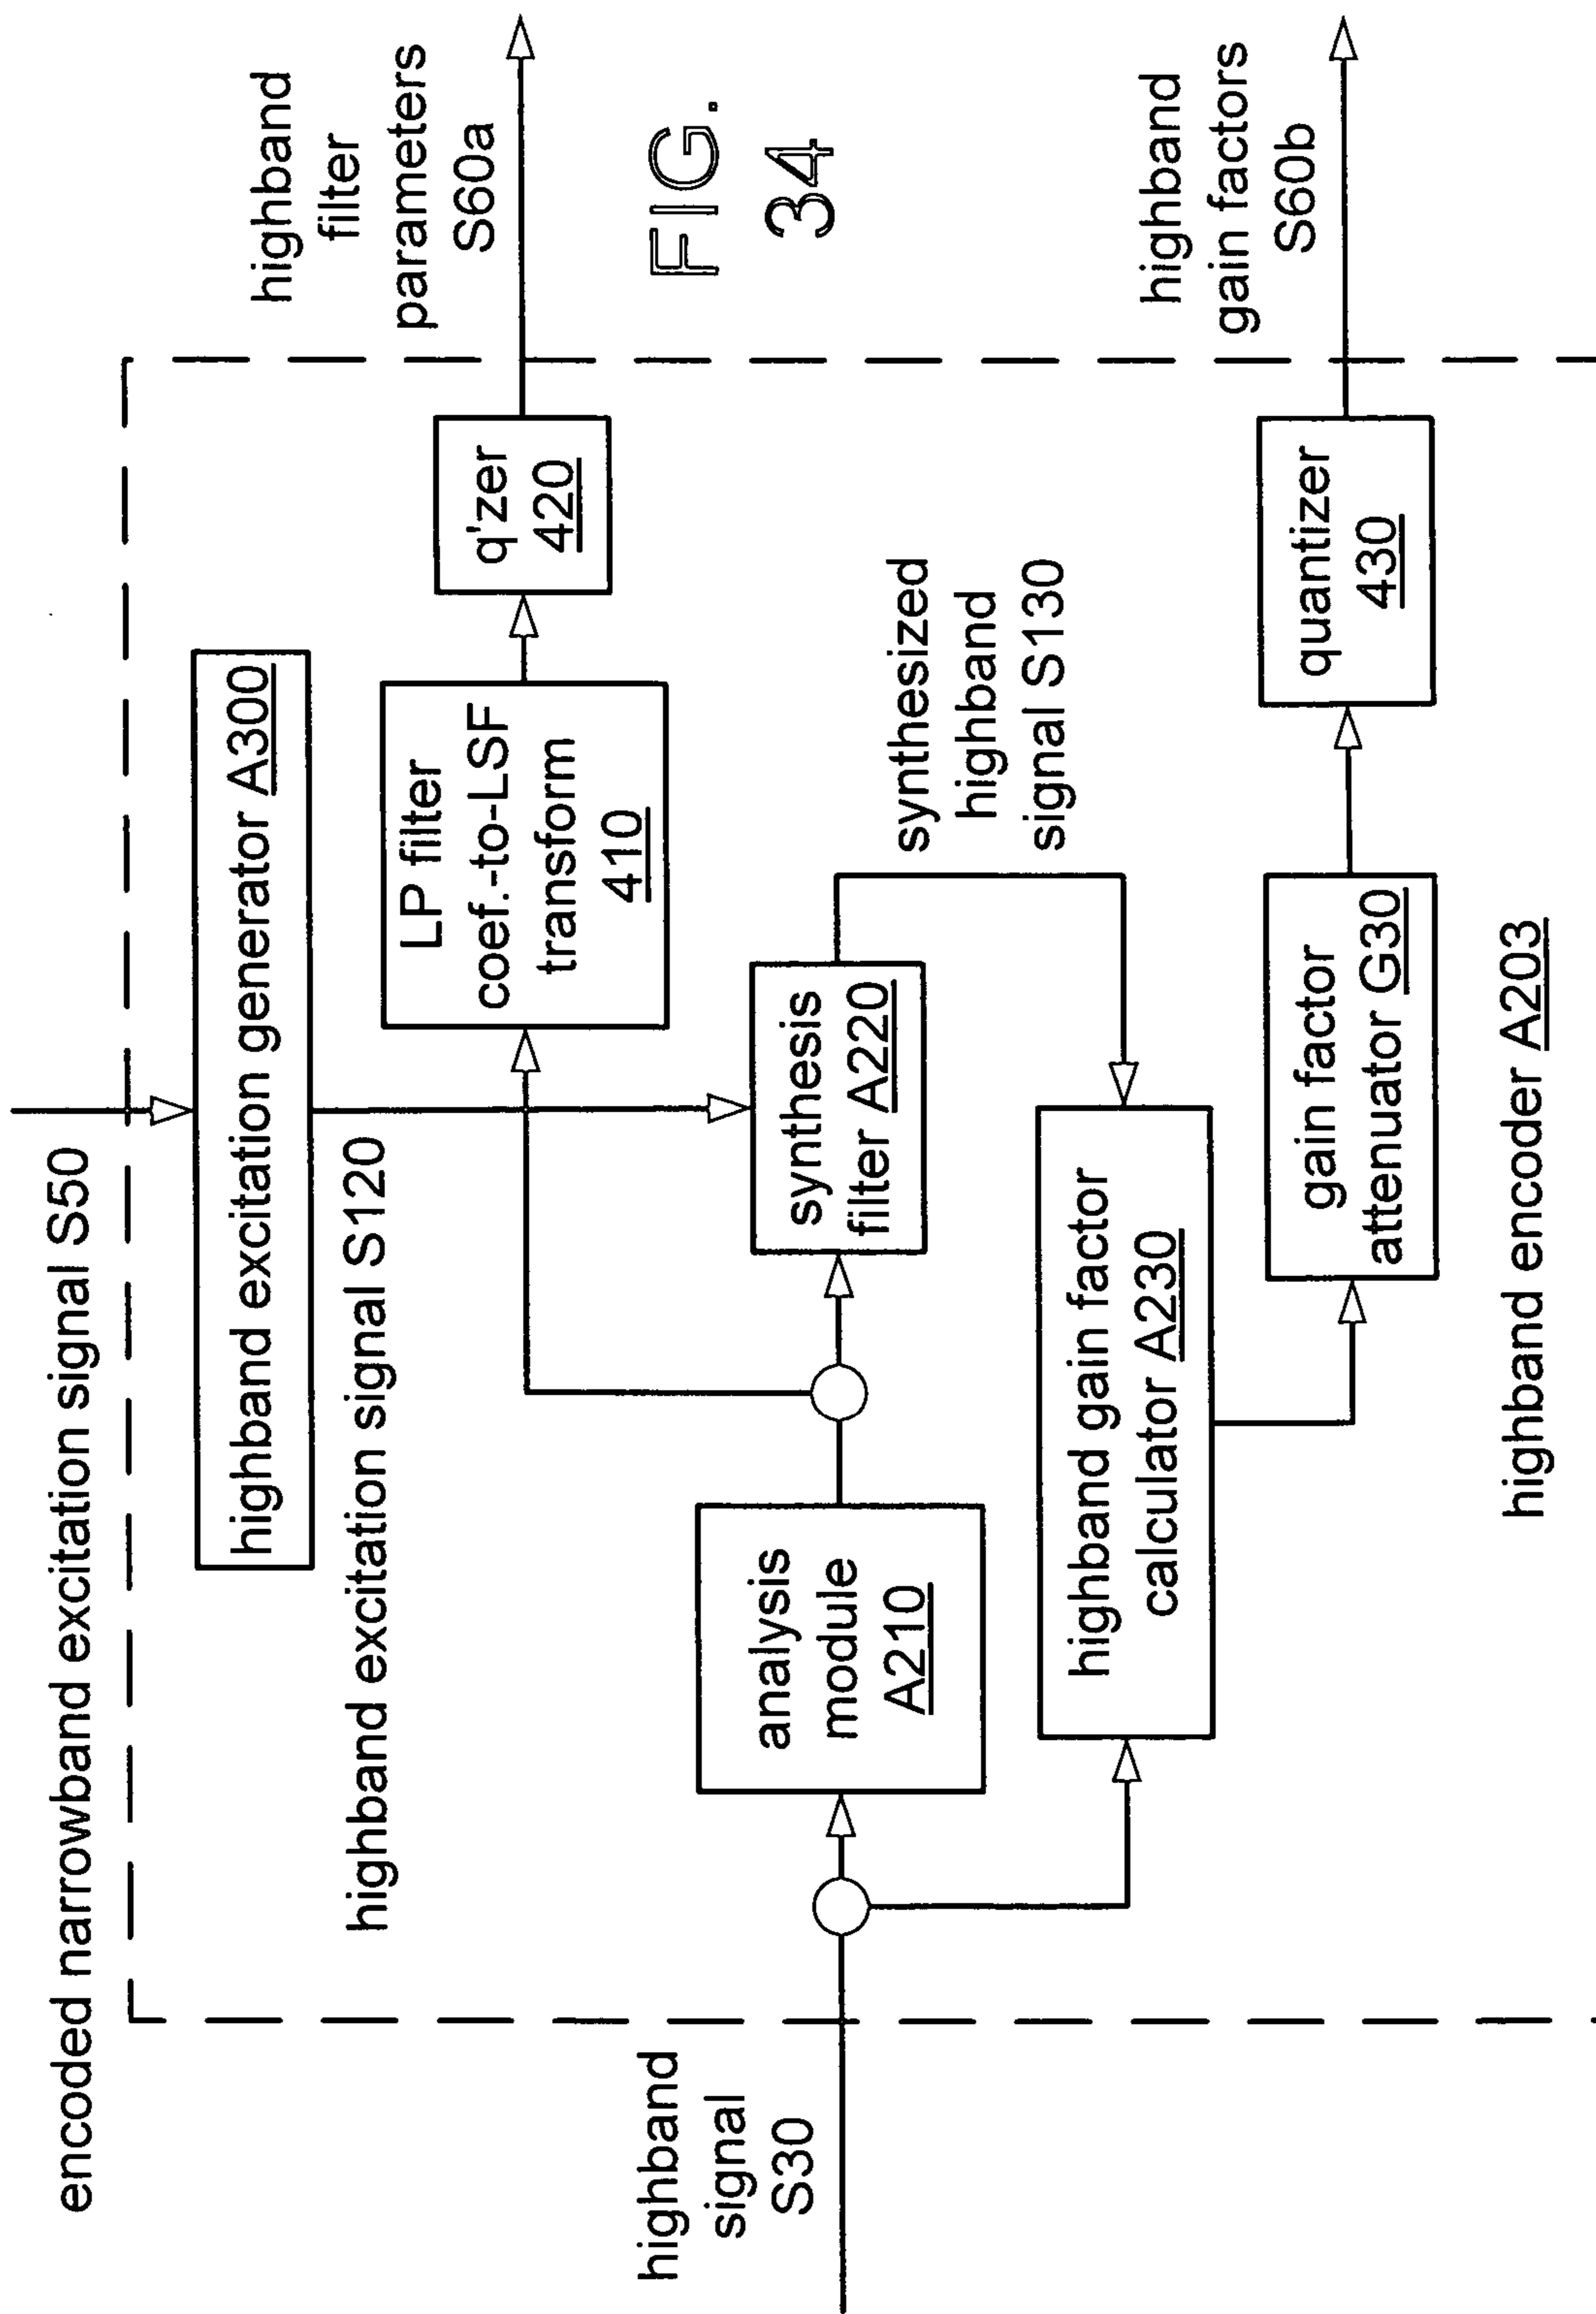 encoded narrowband excitation signal S50
highband excitation generator A300
highband excitation signal S120
LP filter
coef.-to-LSF
transform
410
q'zer
420
highband
filter
parameters
S60a
FIG.
34
highband
signal
S30
analysis
module
A210
synthesis
filter A220
synthesized
highband
signal S130
highband gain factor
calculator A230
gain factor
attenuator G30
quantizer
430
highband
gain factors
S60b
highband encoder A203